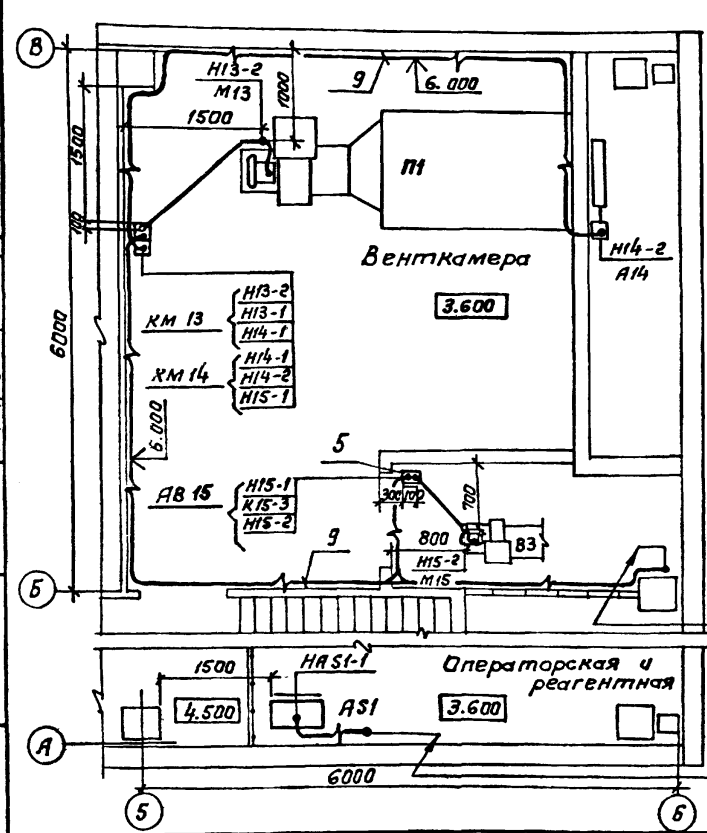 В
Н13-2
М13
1000
9
6.000
1500
1500
П1
100
Н14-2
А14
Венткамера
3.600
КМ 13
Н13-2
Н13-1
Н14-1
ХМ 14
Н14-1
Н14-2
Н15-1
6000
6.000
5
АВ 15
Н15-1
К15-3
Н15-2
300
100
700
800
В3
Н15-2
М15
9
Б
1500
НАS1-1
Операторская и
реагентная
4.500
АS1
3.600
А
6000
5
6